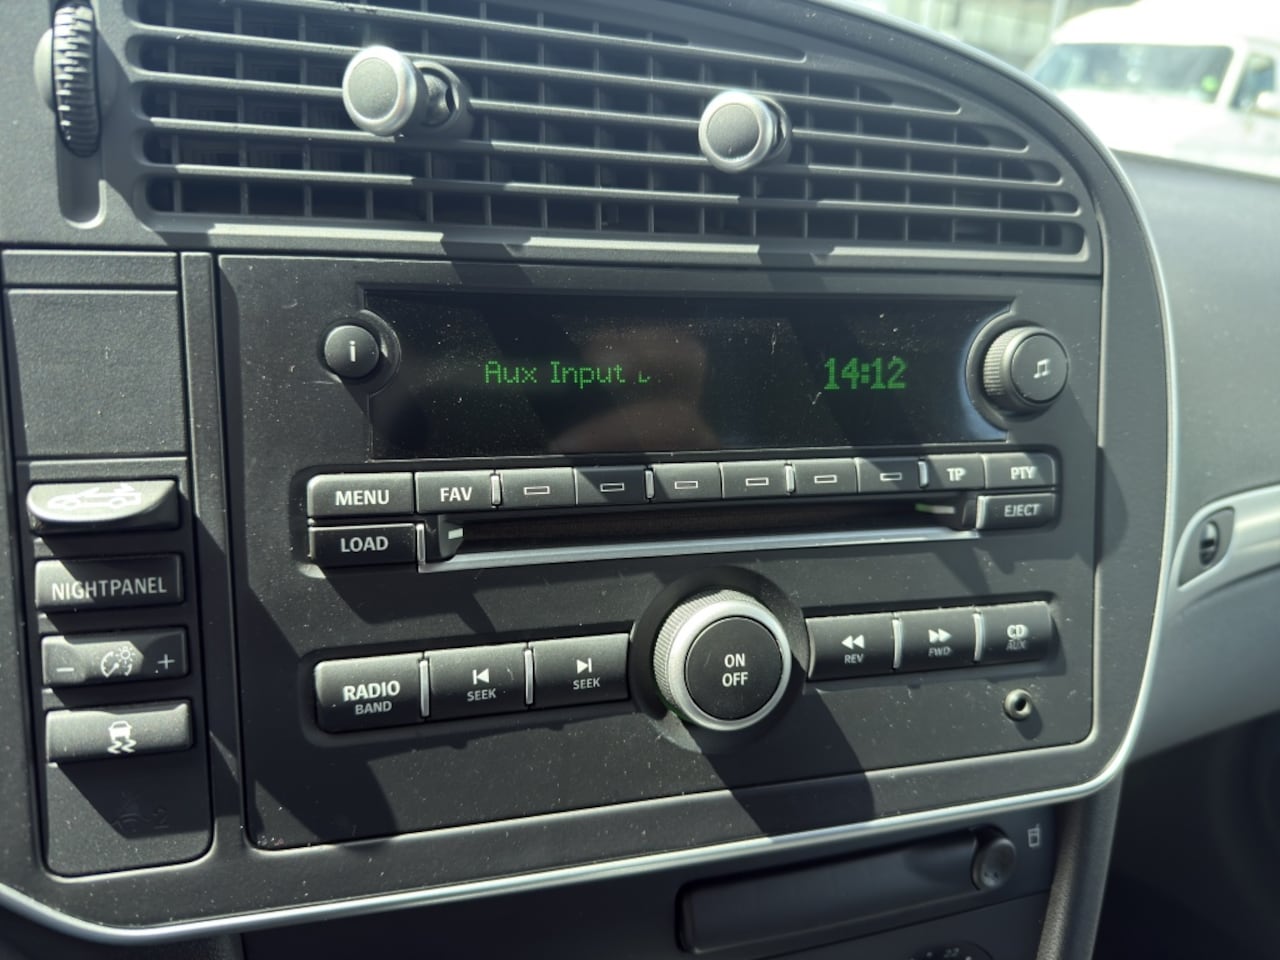 i
Aux Input
14:12
MENU
FAV
TP
PTY
LOAD
EJECT
NIGHTPANEL
RADIO
BAND
SEEK
SEEK
ON
OFF
REV
FWD
CD
AUX